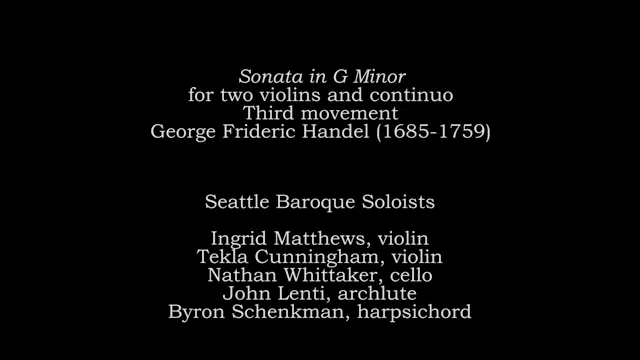 Sonata in G Minor
for two violins and continuo
Third movement
George Frideric Handel (1685-1759)
Seattle Baroque Soloists
Ingrid Matthews, violin
Tekla Cunningham, violin
Nathan Whittaker, cello
John Lenti, archlute
Byron Schenkman, harpsichord